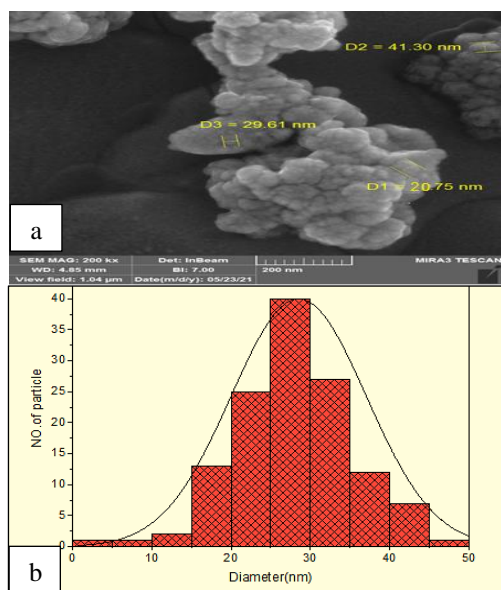 D2 = 41.30 nm
D3 = 29.61 nm
D1 = 20.75 nm
a
SEM MAG: 200 kx Det: InBeam MIRA3 TESCAN
WD: 4.85 mm BI: 7.00 200 nm
View field: 1.04 µm Date(m/d/y): 05/23/21
40
35
30
25
20
15
10
5
0
NO.of particle
0 10 20 30 40 50
Diameter(nm)
b